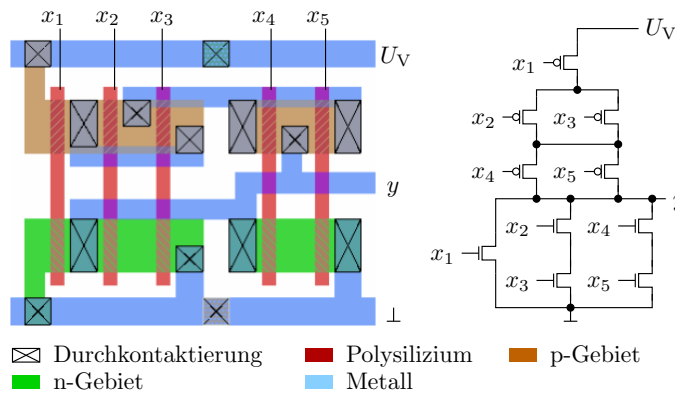 x1 x2 x3 x4 x5
UV
UV
x1
x2 x3
x4 x5
y
x2 x4
x1
x3 x5
⊥
Durchkontaktierung Polysilizium p-Gebiet
n-Gebiet Metall